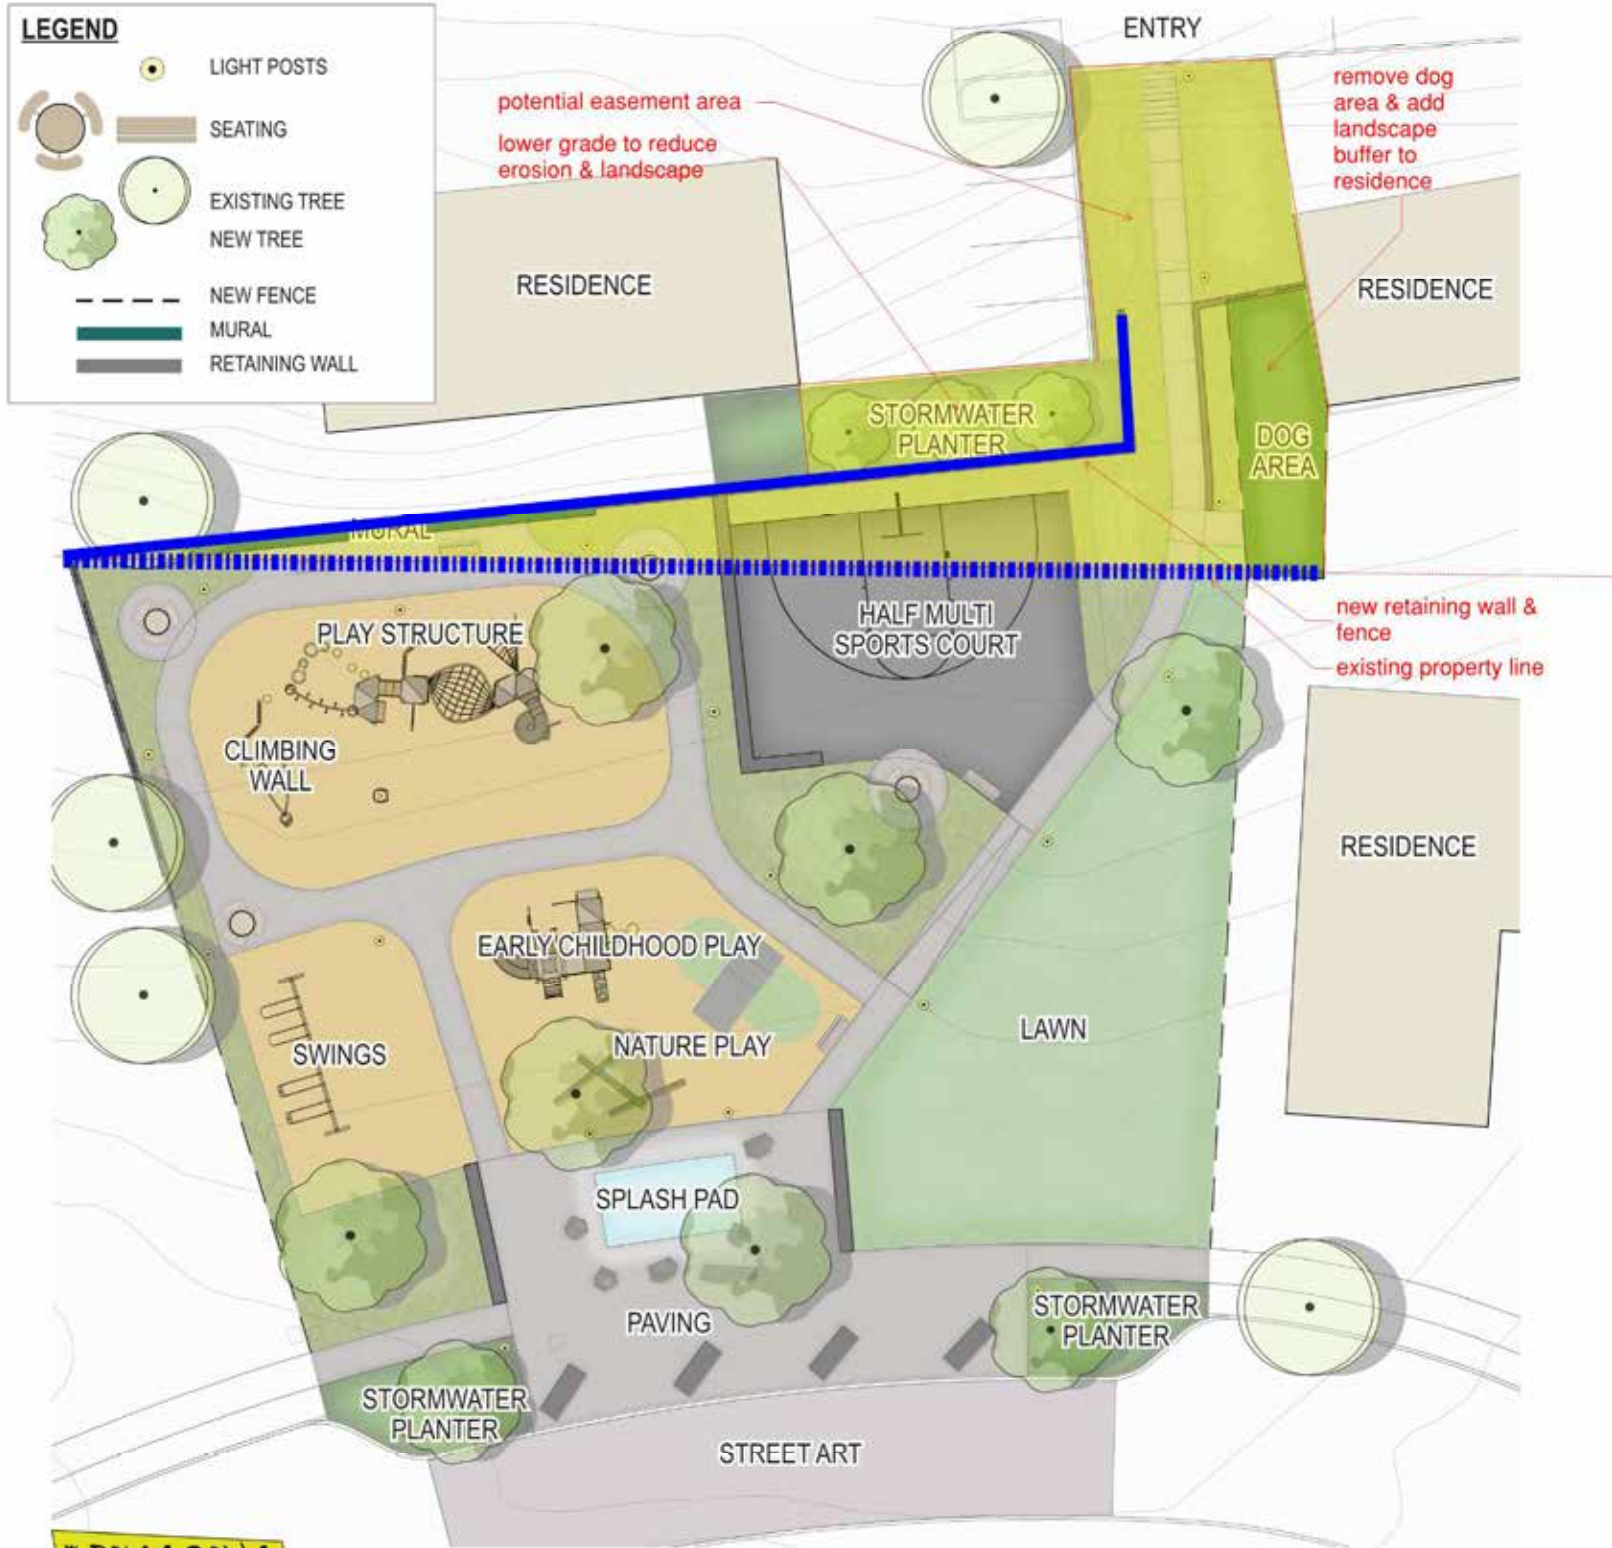 LEGEND
LIGHT POSTS
SEATING
EXISTING TREE
NEW TREE
NEW FENCE
MURAL
RETAINING WALL
ENTRY
potential easement area
lower grade to reduce
erosion & landscape
remove dog
area & add
landscape
buffer to
residence
RESIDENCE
RESIDENCE
STORMWATER
PLANTER
DOG
AREA
MURAL
HALF MULTI
SPORTS COURT
new retaining wall &
fence
existing property line
PLAY STRUCTURE
CLIMBING
WALL
RESIDENCE
EARLY CHILDHOOD PLAY
NATURE PLAY
SWINGS
LAWN
SPLASH PAD
PAVING
STORMWATER
PLANTER
STORMWATER
PLANTER
STREET ART